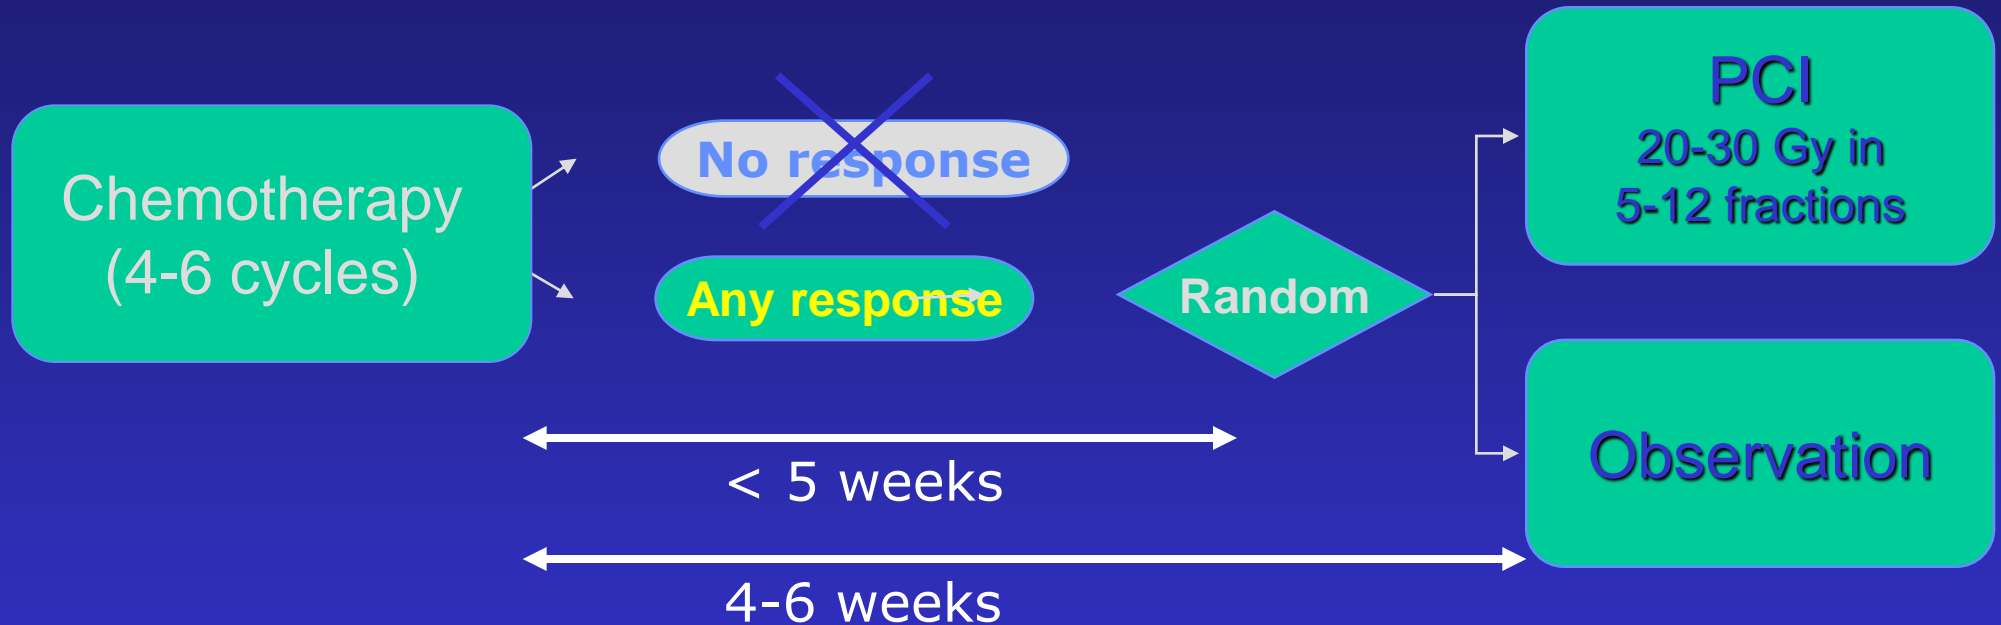 Chemotherapy
(4-6 cycles)
No response
Any response
Random
PCI
20-30 Gy in
5-12 fractions
Observation
< 5 weeks
4-6 weeks